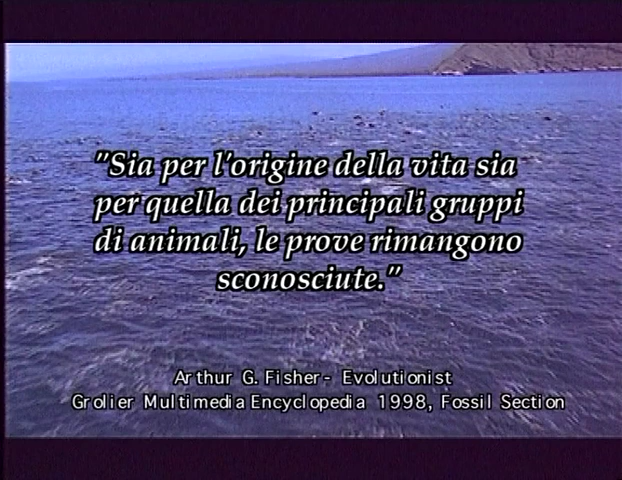 "Sia per l'origine della vita sia
per quella dei principali gruppi
di animali, le prove rimangono
sconosciute."
Arthur G. Fisher- Evolutionist
Grolier Multimedia Encyclopedia 1998, Fossil Section